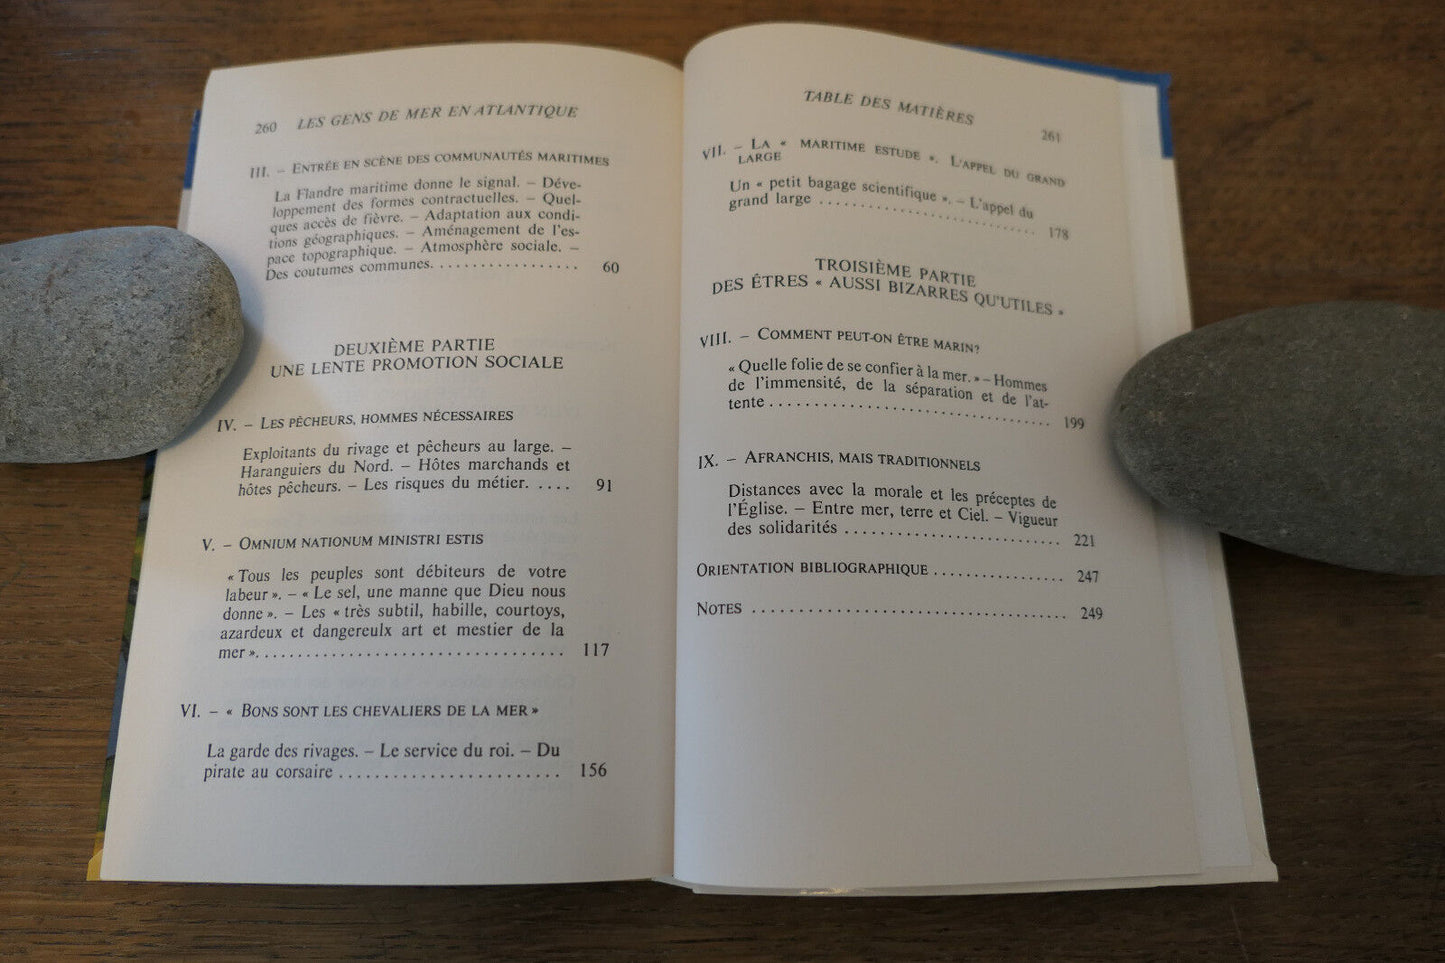 260 LES GENS DE MER EN ATLANTIQUE
III. – ENTRÉE EN SCÈNE DES COMMUNAUTÉS MARITIMES
La Flandre maritime donne le signal. – Déve-
loppement des formes contractuelles. – Quel-
ques accès de fièvre. – Adaptation aux condi-
tions géographiques. – Aménagement de l'es-
pace topographique. – Atmosphère sociale. –
Des coutumes communes. .................. 60
DEUXIÈME PARTIE
UNE LENTE PROMOTION SOCIALE
IV. – LES PÊCHEURS, HOMMES NÉCESSAIRES
Exploitants du rivage et pêcheurs au large. –
Haranguiers du Nord. – Hôtes marchands et
hôtes pêcheurs. – Les risques du métier. .... 91
V. – OMNIUM NATIONUM MINISTRI ESTIS
« Tous les peuples sont débiteurs de votre
labeur ». – « Le sel, une manne que Dieu nous
donne ». – Les « très subtil, habille, courtoys,
azardeux et dangereulx art et mestier de la
mer ». .................................. 117
VI. – « BONS SONT LES CHEVALIERS DE LA MER »
La garde des rivages. – Le service du roi. – Du
pirate au corsaire ........................ 156
TABLE DES MATIÈRES 261
VII. – LA « MARITIME ESTUDE ». L'APPEL DU GRAND
LARGE
Un « petit bagage scientifique ». – L'appel du
grand large ............................ 178
TROISIÈME PARTIE
DES ÊTRES « AUSSI BIZARRES QU'UTILES »
VIII. – COMMENT PEUT-ON ÊTRE MARIN?
« Quelle folie de se confier à la mer. » – Hommes
de l'immensité, de la séparation et de l'at-
tente .................................. 199
IX. – AFRANCHIS, MAIS TRADITIONNELS
Distances avec la morale et les préceptes de
l'Église. – Entre mer, terre et Ciel. – Vigueur
des solidarités .......................... 221
ORIENTATION BIBLIOGRAPHIQUE ................ 247
NOTES ..................................... 249